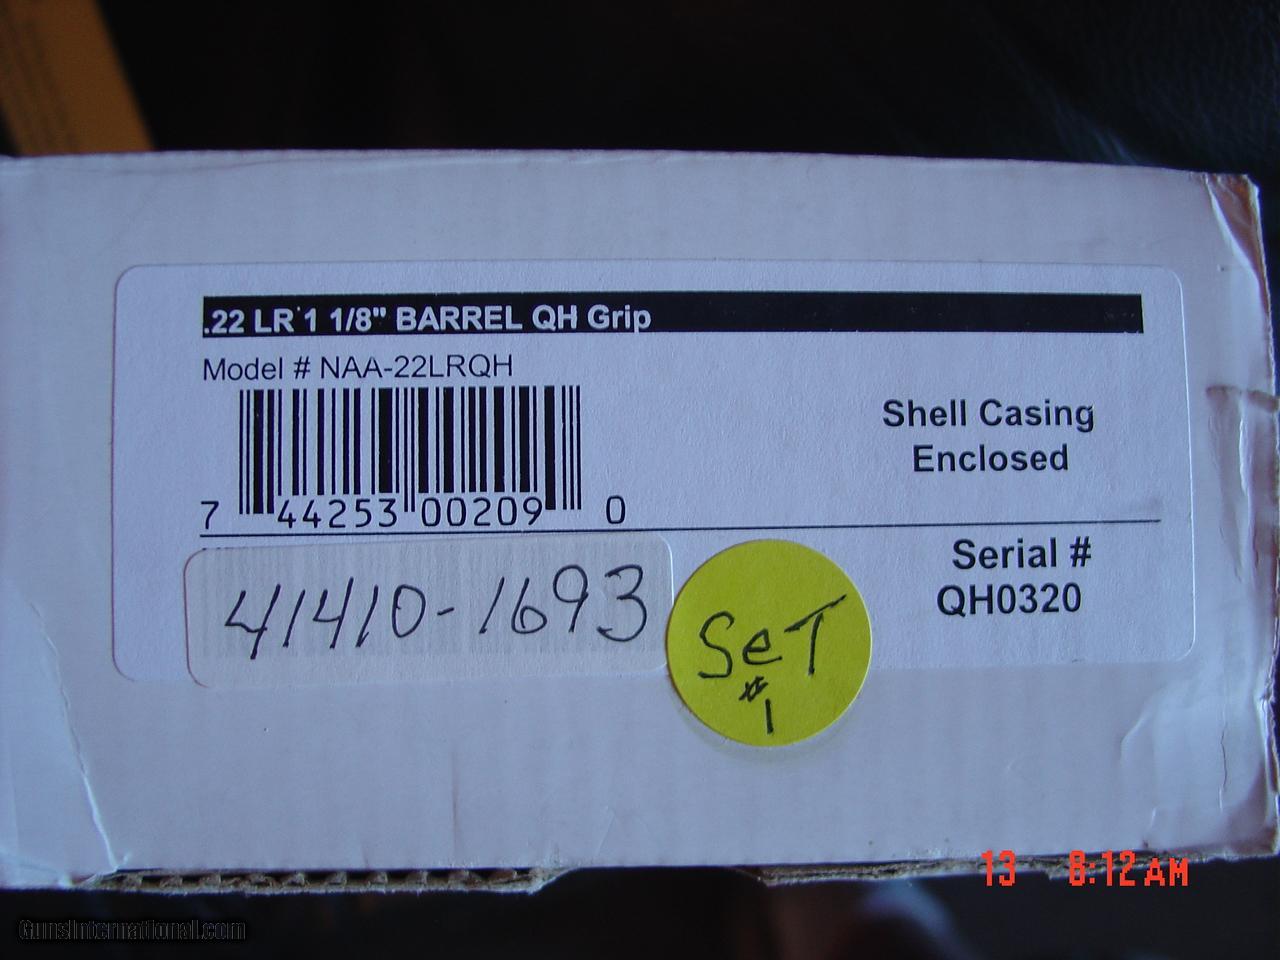 .22 LR 1 1/8" BARREL QH Grip
Model # NAA-22LRQH
7 44253 00209 0
Shell Casing
Enclosed
Serial #
QH0320
41410-1693
SeT
#1
13 8:12 AM
GunsInternational.com